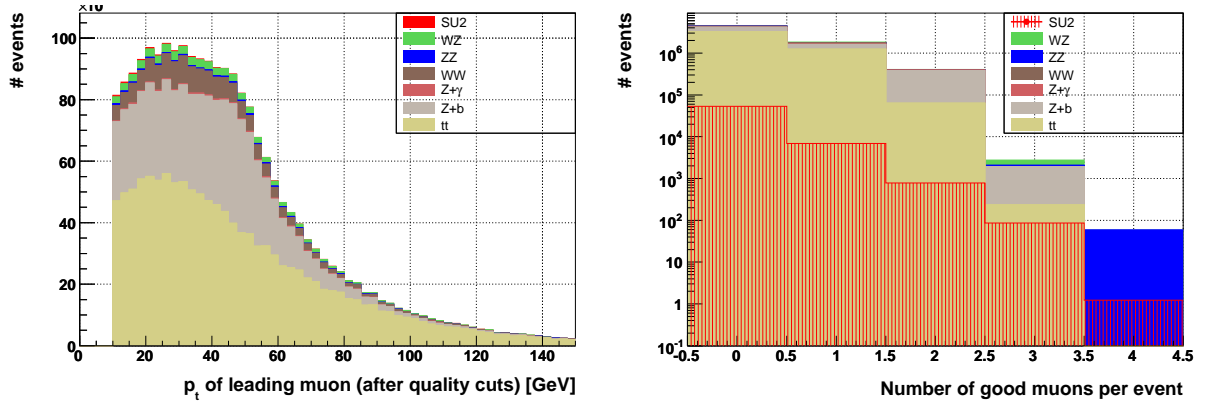 ×10
# events
100
80
60
40
20
0
0 20 40 60 80 100 120 140
p_t of leading muon (after quality cuts) [GeV]
SU2
WZ
ZZ
WW
Z+γ
Z+b
tt
# events
10^6
10^5
10^4
10^3
10^2
10
1
10^-1
-0.5 0 0.5 1 1.5 2 2.5 3 3.5 4 4.5
Number of good muons per event
SU2
WZ
ZZ
WW
Z+γ
Z+b
tt